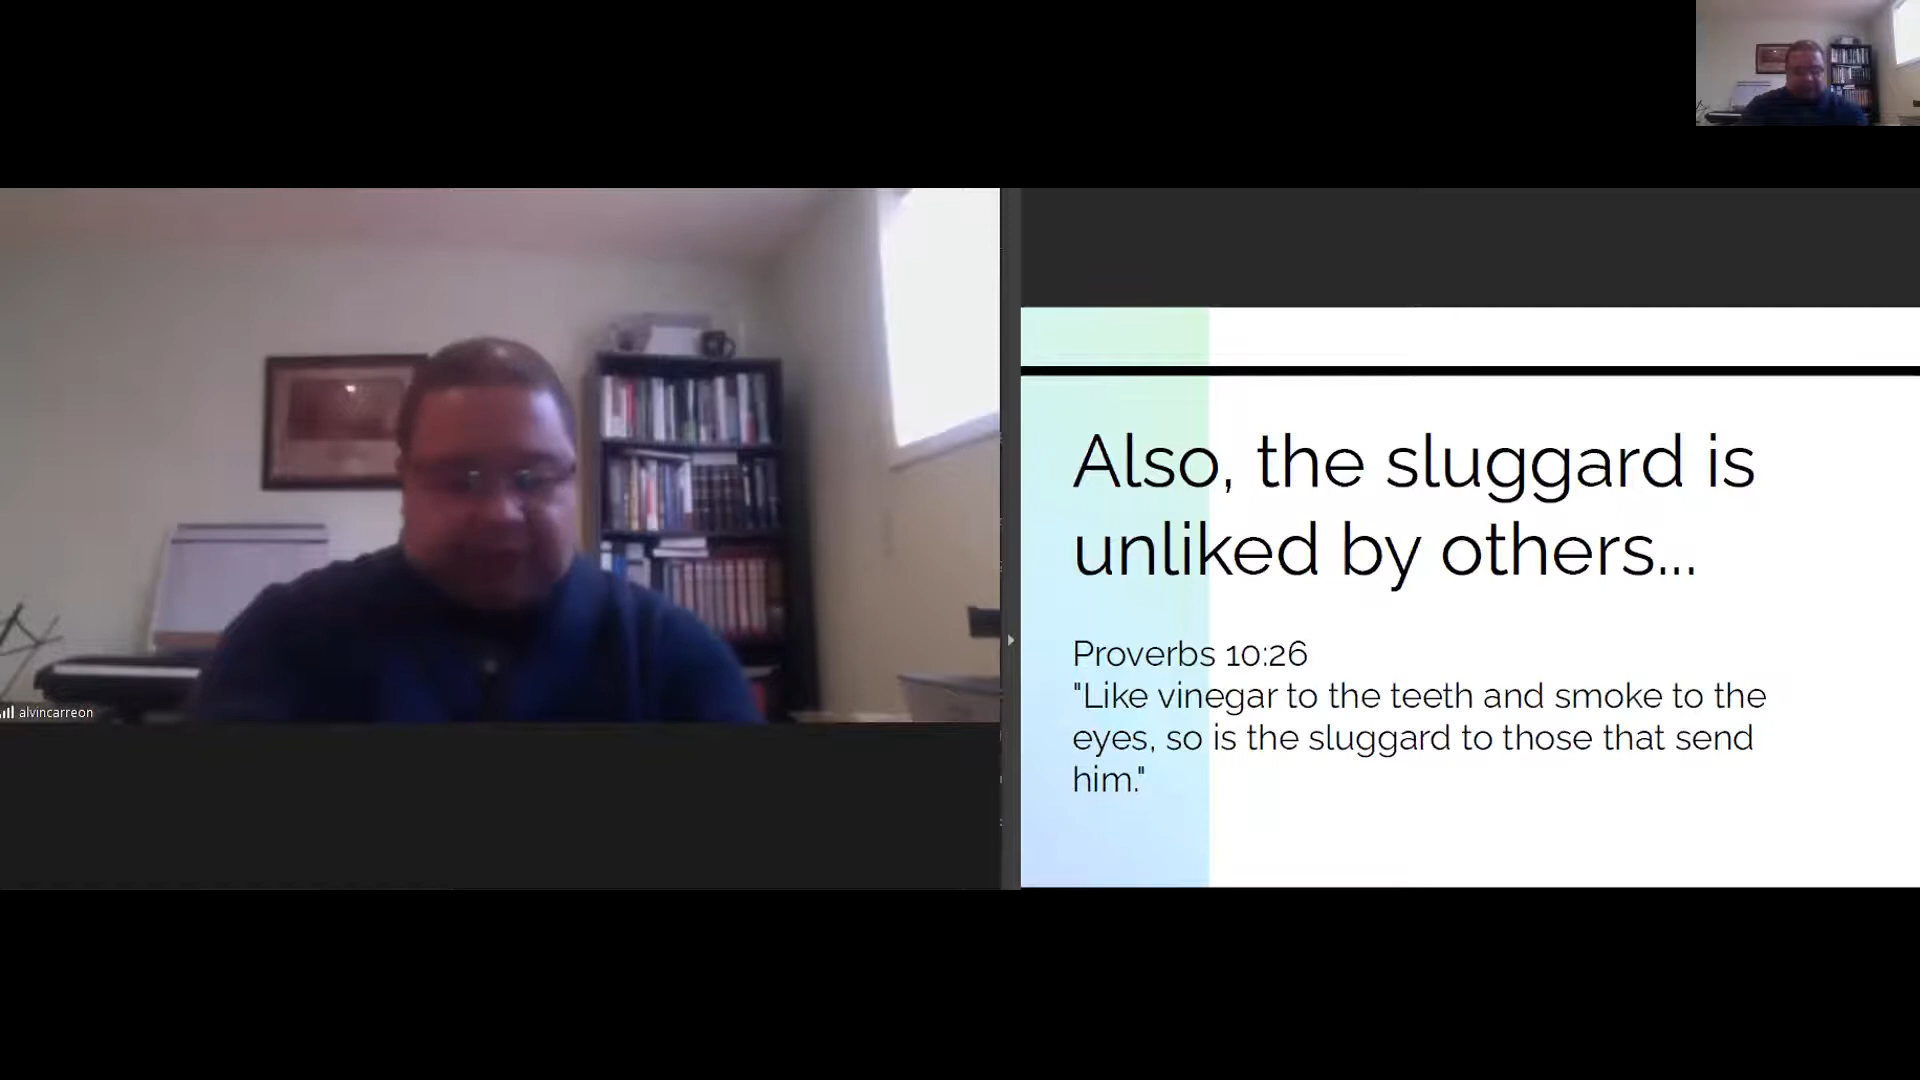 alvincarreon
Also, the sluggard is
unliked by others...
Proverbs 10:26
"Like vinegar to the teeth and smoke to the
eyes, so is the sluggard to those that send
him."